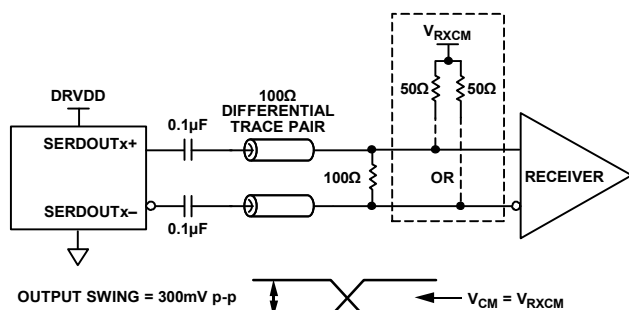 V_RXCM
50Ω 50Ω
DRVDD
100Ω
DIFFERENTIAL
TRACE PAIR
0.1µF
SERDOUTx+
100Ω
OR
RECEIVER
SERDOUTx–
0.1µF
OUTPUT SWING = 300mV p-p
V_CM = V_RXCM